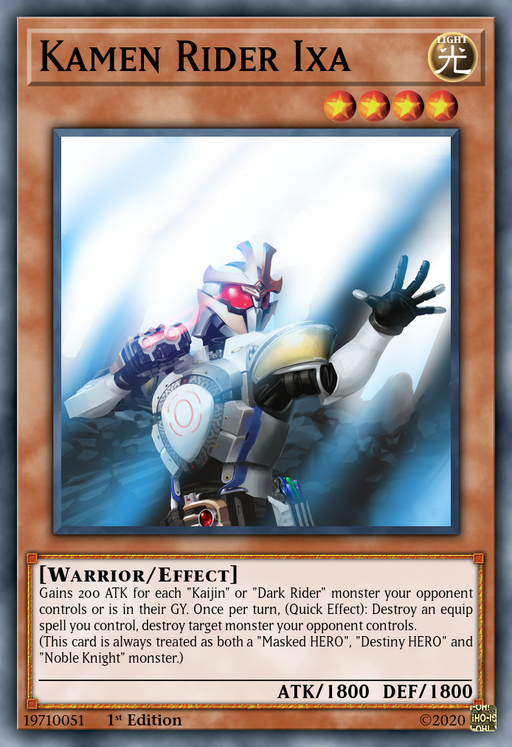 KAMEN RIDER IXA
LIGHT
光
[WARRIOR/EFFECT]
Gains 200 ATK for each "Kaijin" or "Dark Rider" monster your opponent
controls or is in their GY. Once per turn, (Quick Effect): Destroy an equip
spell you control, destroy target monster your opponent controls.
(This card is always treated as both a "Masked HERO", "Destiny HERO" and
"Noble Knight" monster.)
ATK/1800 DEF/1800
19710051 1st Edition ©2020